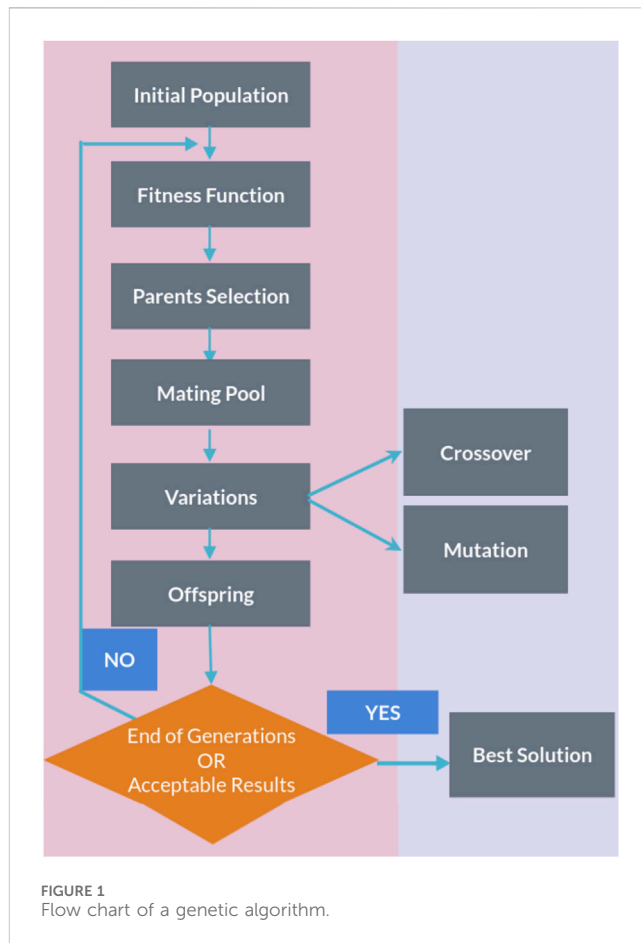 Initial Population
Fitness Function
Parents Selection
Mating Pool
Crossover
Variations
Mutation
Offspring
NO
YES
End of Generations
OR
Acceptable Results
Best Solution
FIGURE 1
Flow chart of a genetic algorithm.